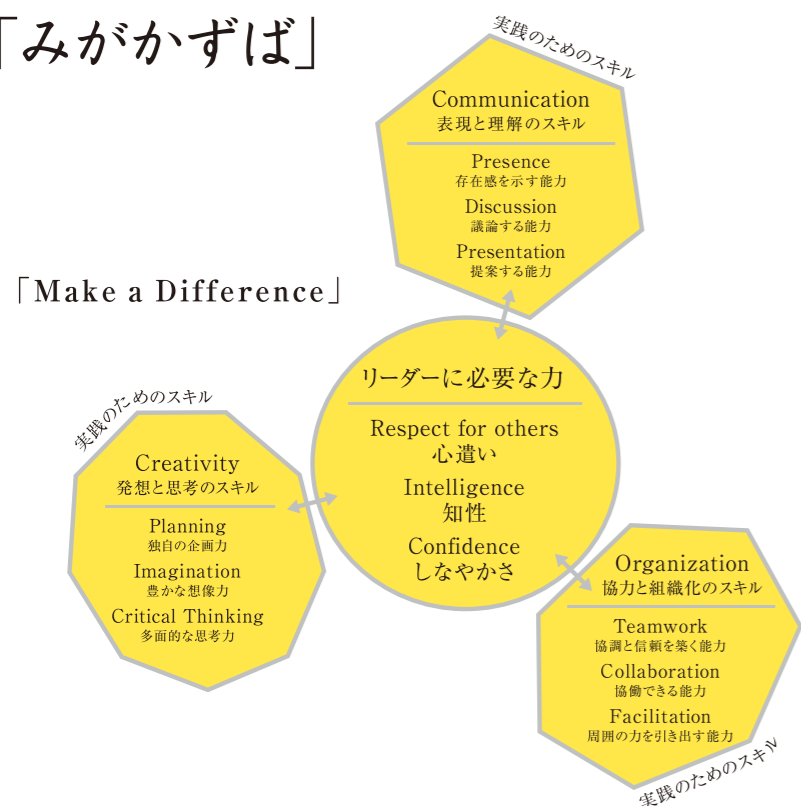 「みがかずば」
実践のためのスキル
Communication
表現と理解のスキル
Presence
存在感を示す能力
Discussion
議論する能力
Presentation
提案する能力
「Make a Difference」
リーダーに必要な力
Respect for others
心遣い
Intelligence
知性
Confidence
しなやかさ
実践のためのスキル
Creativity
発想と思考のスキル
Planning
独自の企画力
Imagination
豊かな想像力
Critical Thinking
多面的な思考力
Organization
協力と組織化のスキル
Teamwork
協調と信頼を築く能力
Collaboration
協働できる能力
Facilitation
周囲の力を引き出す能力
実践のためのスキル